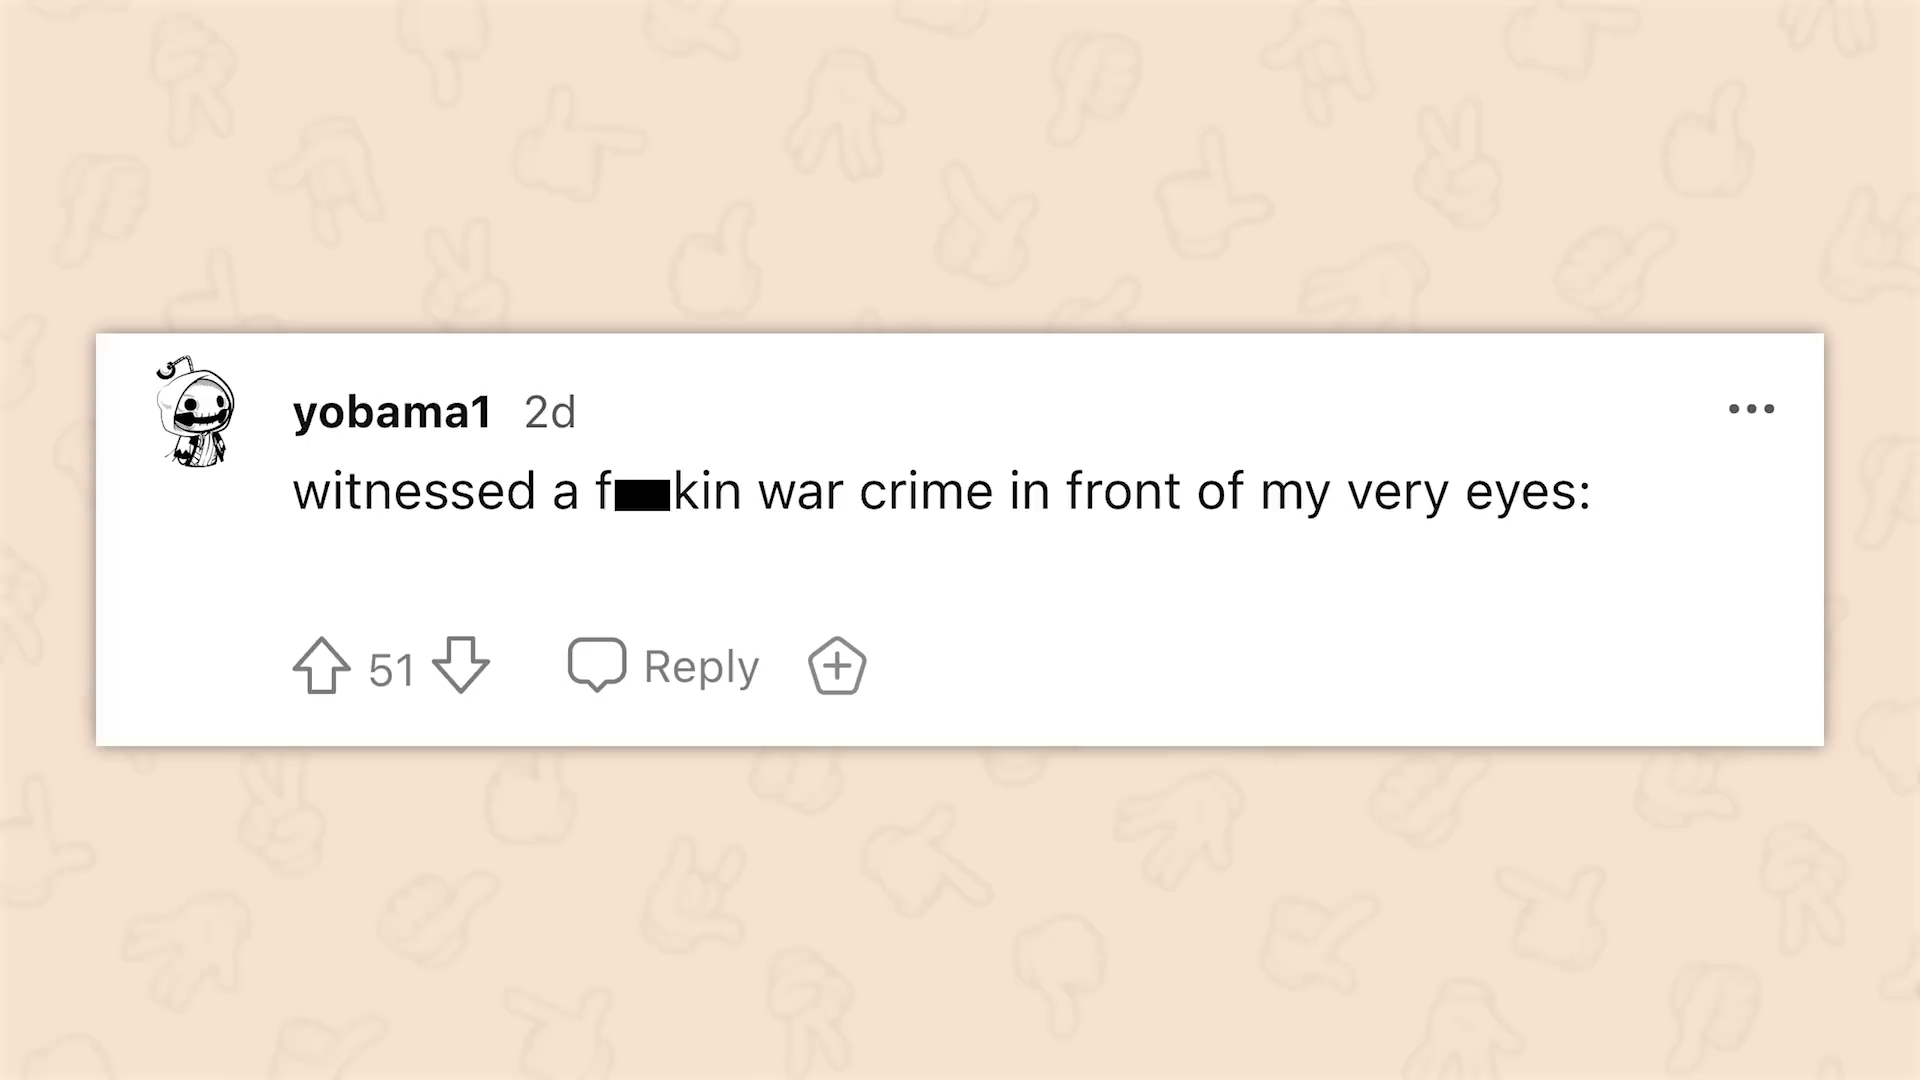 yobama1 2d
witnessed a f██kin war crime in front of my very eyes:
51 Reply